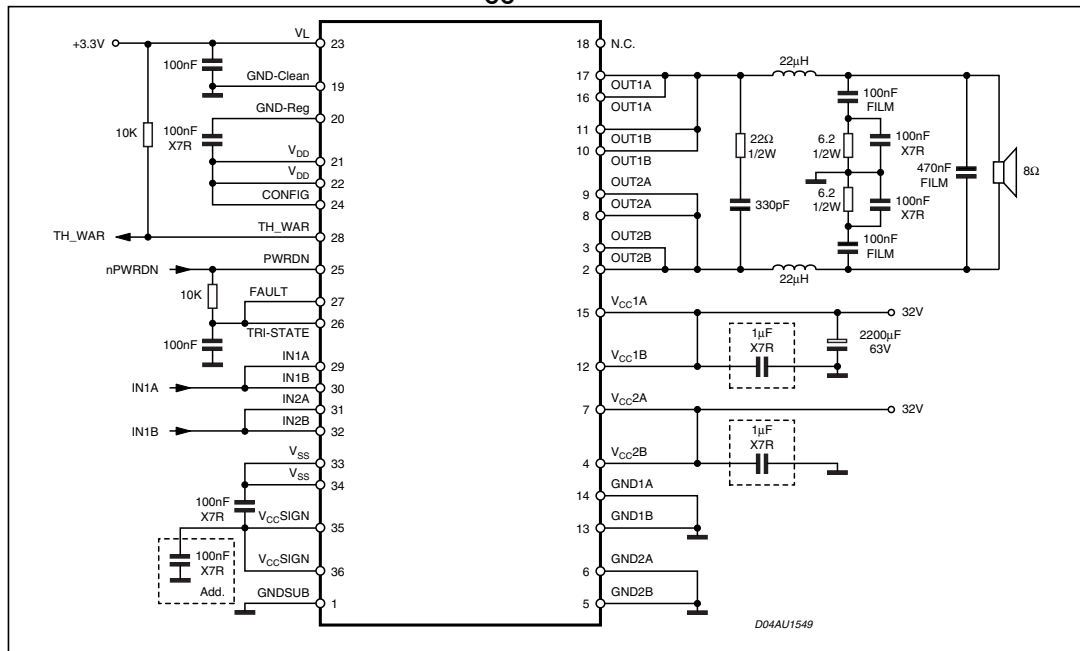 +3.3V
VL
23
100nF
GND-Clean
19
GND-Reg
20
10K
100nF
X7R
VDD
21
VDD
22
CONFIG
24
TH_WAR
TH_WAR
28
nPWRDN
PWRDN
25
10K
FAULT
27
26
TRI-STATE
100nF
IN1A
29
IN1A
IN1B
30
IN2A
31
IN1B
IN2B
32
VSS
33
VSS
34
100nF
X7R
VCCSIGN
35
100nF
X7R
Add.
VCCSIGN
36
GNDSUB
1
18
N.C.
17
OUT1A
16
OUT1A
11
OUT1B
10
OUT1B
9
OUT2A
8
OUT2A
3
OUT2B
2
OUT2B
22µH
22Ω
1/2W
330pF
22µH
100nF
FILM
6.2
1/2W
100nF
X7R
6.2
1/2W
100nF
X7R
100nF
FILM
470nF
FILM
8Ω
15
VCC1A
32V
1µF
X7R
2200µF
63V
12
VCC1B
7
VCC2A
32V
1µF
X7R
4
VCC2B
14
GND1A
13
GND1B
6
GND2A
5
GND2B
D04AU1549